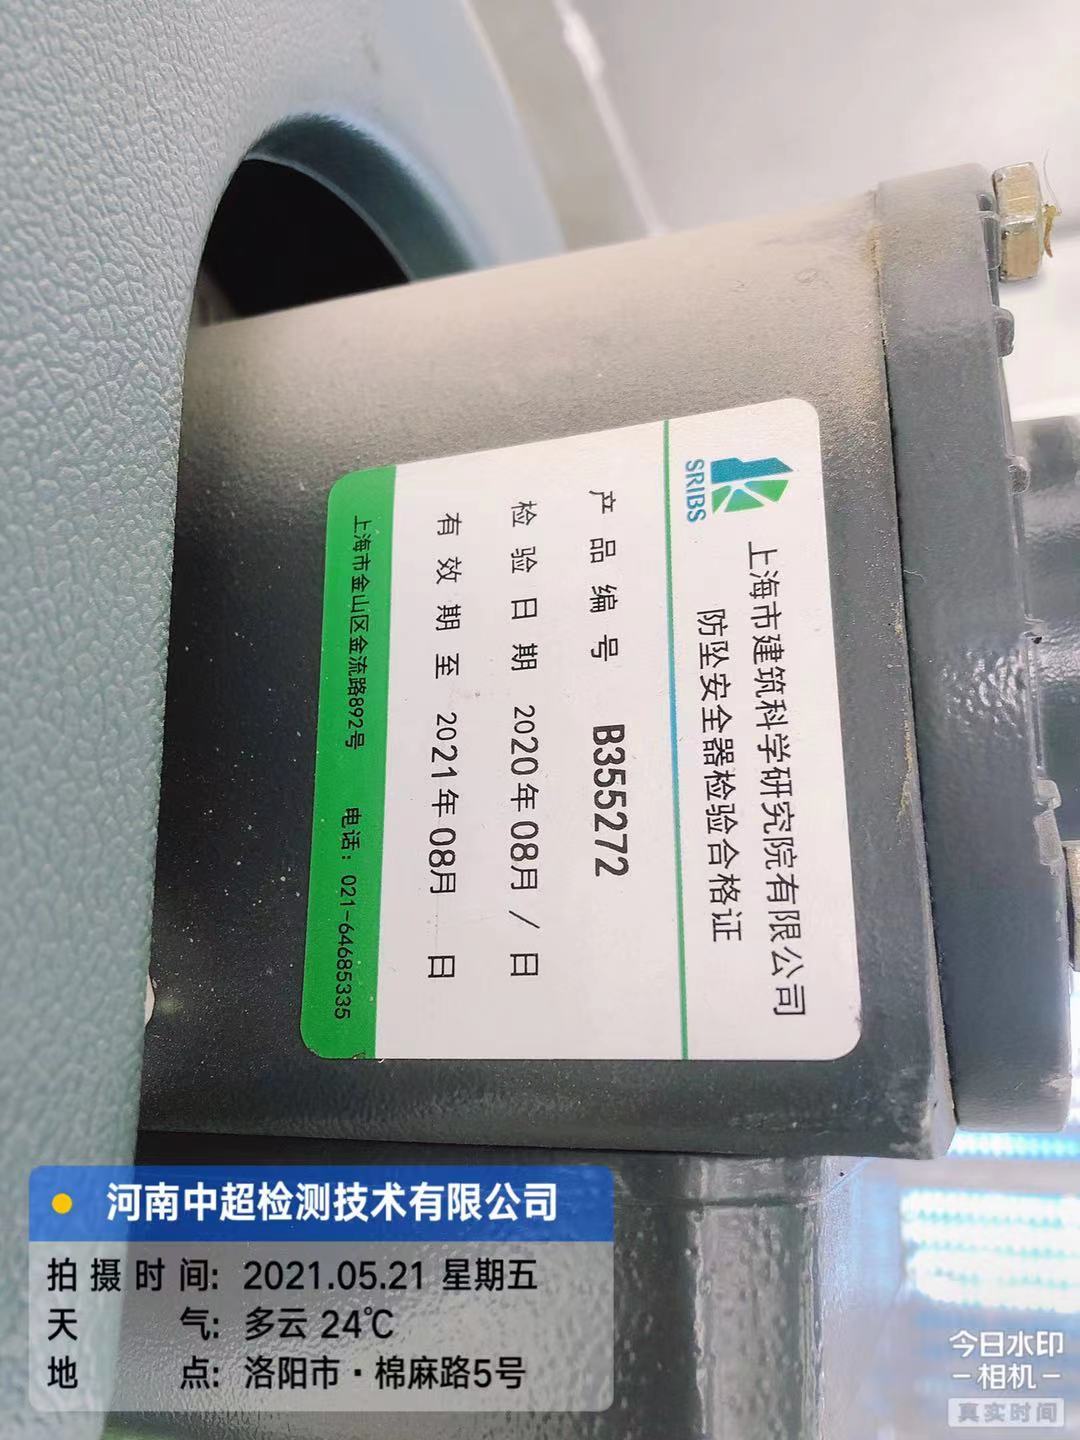 SRIBS
上海市建筑科学研究院有限公司
防坠安全器检验合格证
产品编号 B355272
检验日期 2020年08月/日
有效期至 2021年08月 日
上海市金山区金流路892号 电话：021-64685335
河南中超检测技术有限公司
拍摄时间: 2021.05.21 星期五
天气: 多云 24℃
地点: 洛阳市·棉麻路5号
今日水印
-相机-
真实时间